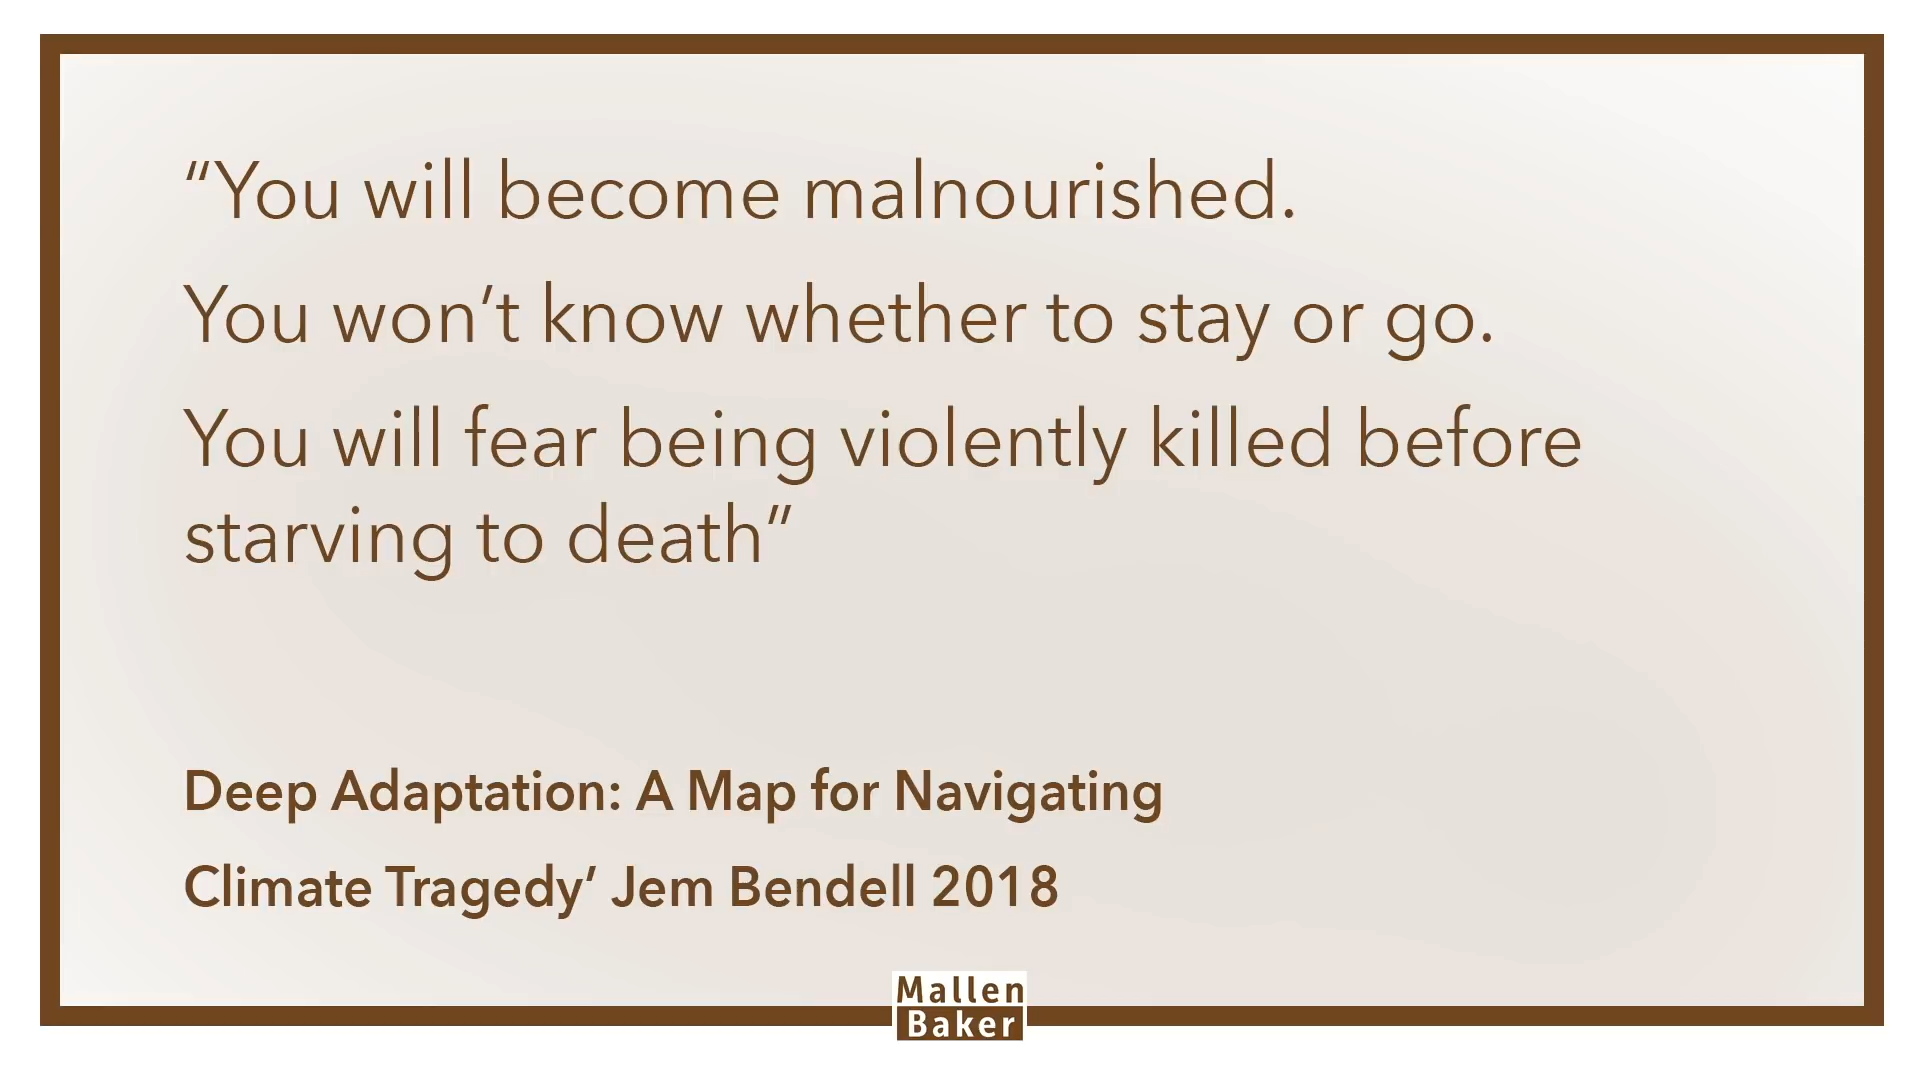 “You will become malnourished.
You won’t know whether to stay or go.
You will fear being violently killed before
starving to death”
Deep Adaptation: A Map for Navigating
Climate Tragedy’ Jem Bendell 2018
Mallen
Baker